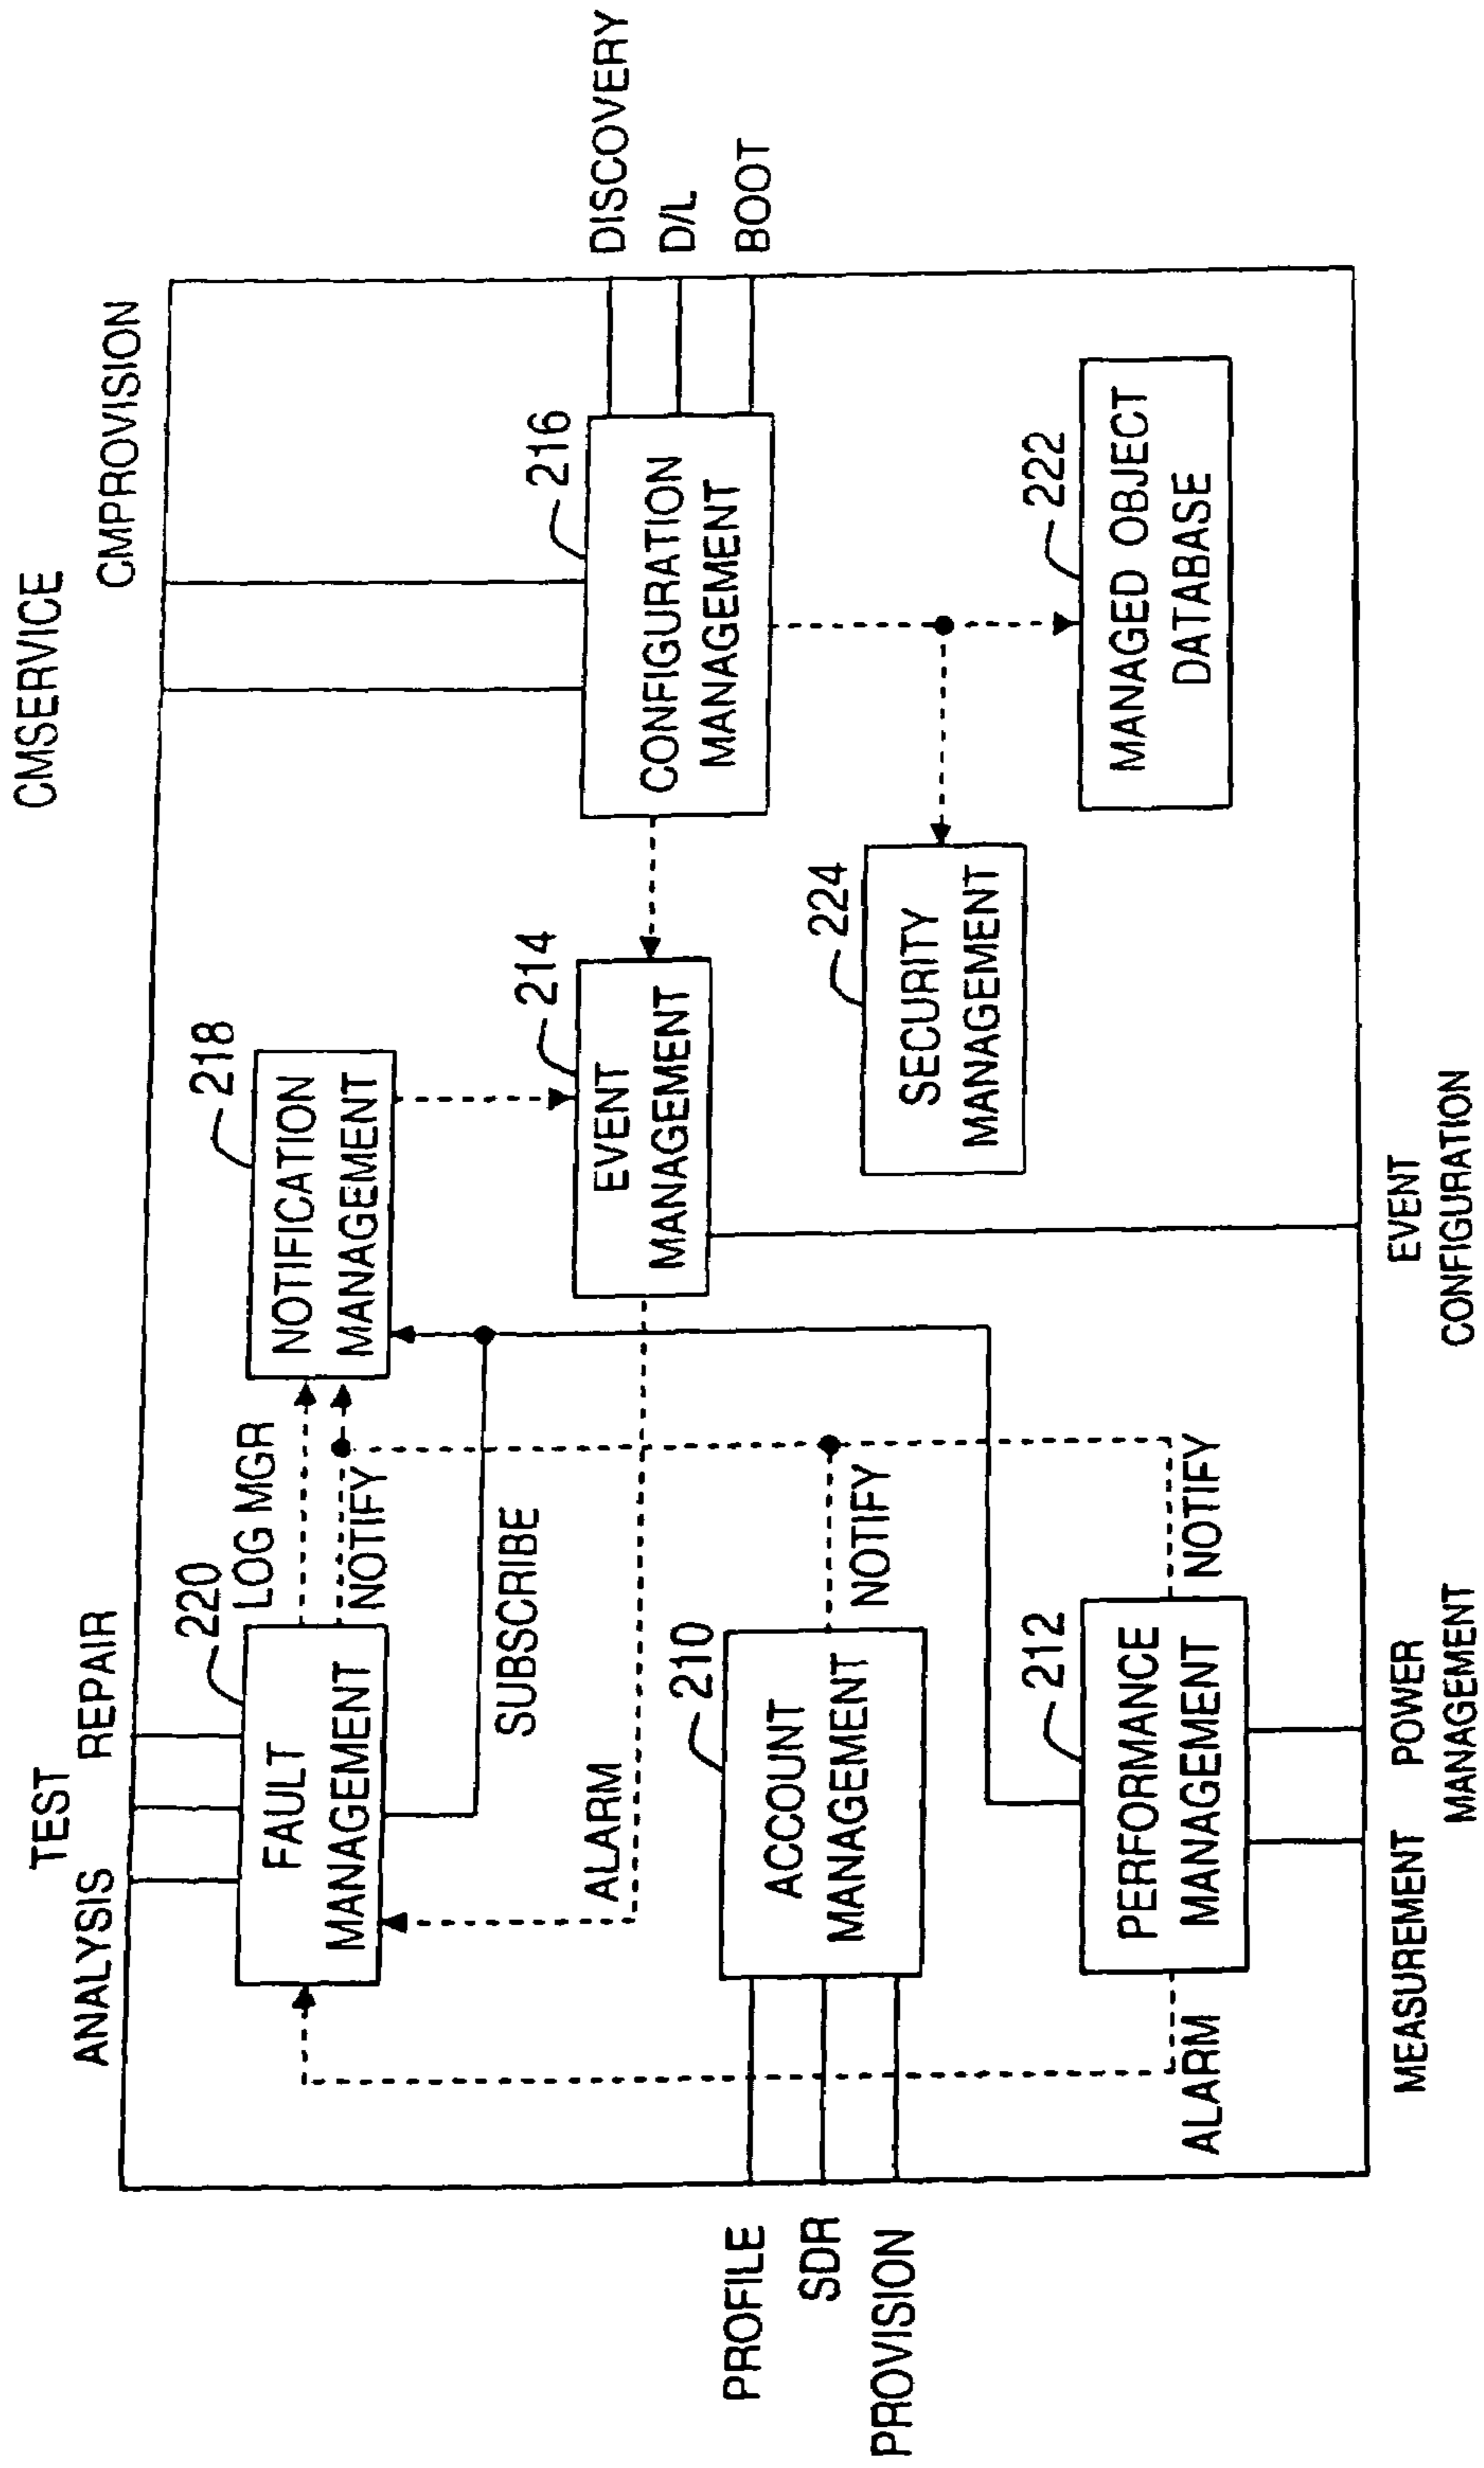 CMSERVICE
TEST
ANALYSIS
REPAIR
CMPROVISION
220
FAULT
MANAGEMENT
LOG MGR
NOTIFY
218
NOTIFICATION
MANAGEMENT
SUBSCRIBE
ALARM
214
EVENT
MANAGEMENT
216
CONFIGURATION
MANAGEMENT
DISCOVERY
D/L
BOOT
PROFILE
SDR
PROVISION
210
ACCOUNT
MANAGEMENT
NOTIFY
224
SECURITY
MANAGEMENT
222
MANAGED OBJECT
DATABASE
212
PERFORMANCE
MANAGEMENT
NOTIFY
ALARM
MEASUREMENT
POWER
MANAGEMENT
EVENT
CONFIGURATION